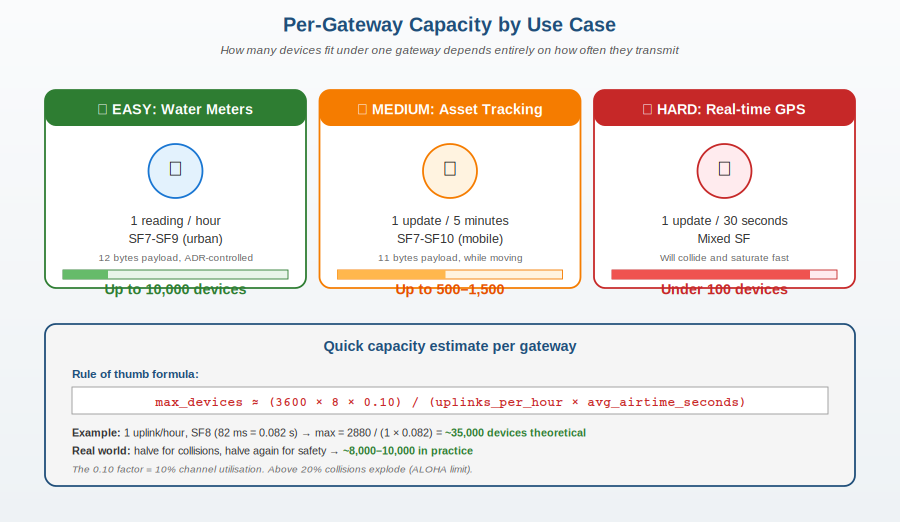 Per-Gateway Capacity by Use Case
How many devices fit under one gateway depends entirely on how often they transmit
EASY: Water Meters
1 reading / hour
SF7-SF9 (urban)
12 bytes payload, ADR-controlled
Up to 10,000 devices
MEDIUM: Asset Tracking
1 update / 5 minutes
SF7-SF10 (mobile)
11 bytes payload, while moving
Up to 500–1,500
HARD: Real-time GPS
1 update / 30 seconds
Mixed SF
Will collide and saturate fast
Under 100 devices
Quick capacity estimate per gateway
Rule of thumb formula:
max_devices ≈ (3600 × 8 × 0.10) / (uplinks_per_hour × avg_airtime_seconds)
Example: 1 uplink/hour, SF8 (82 ms = 0.082 s) → max = 2880 / (1 × 0.082) = ~35,000 devices theoretical
Real world: halve for collisions, halve again for safety → ~8,000–10,000 in practice
The 0.10 factor = 10% channel utilisation. Above 20% collisions explode (ALOHA limit).